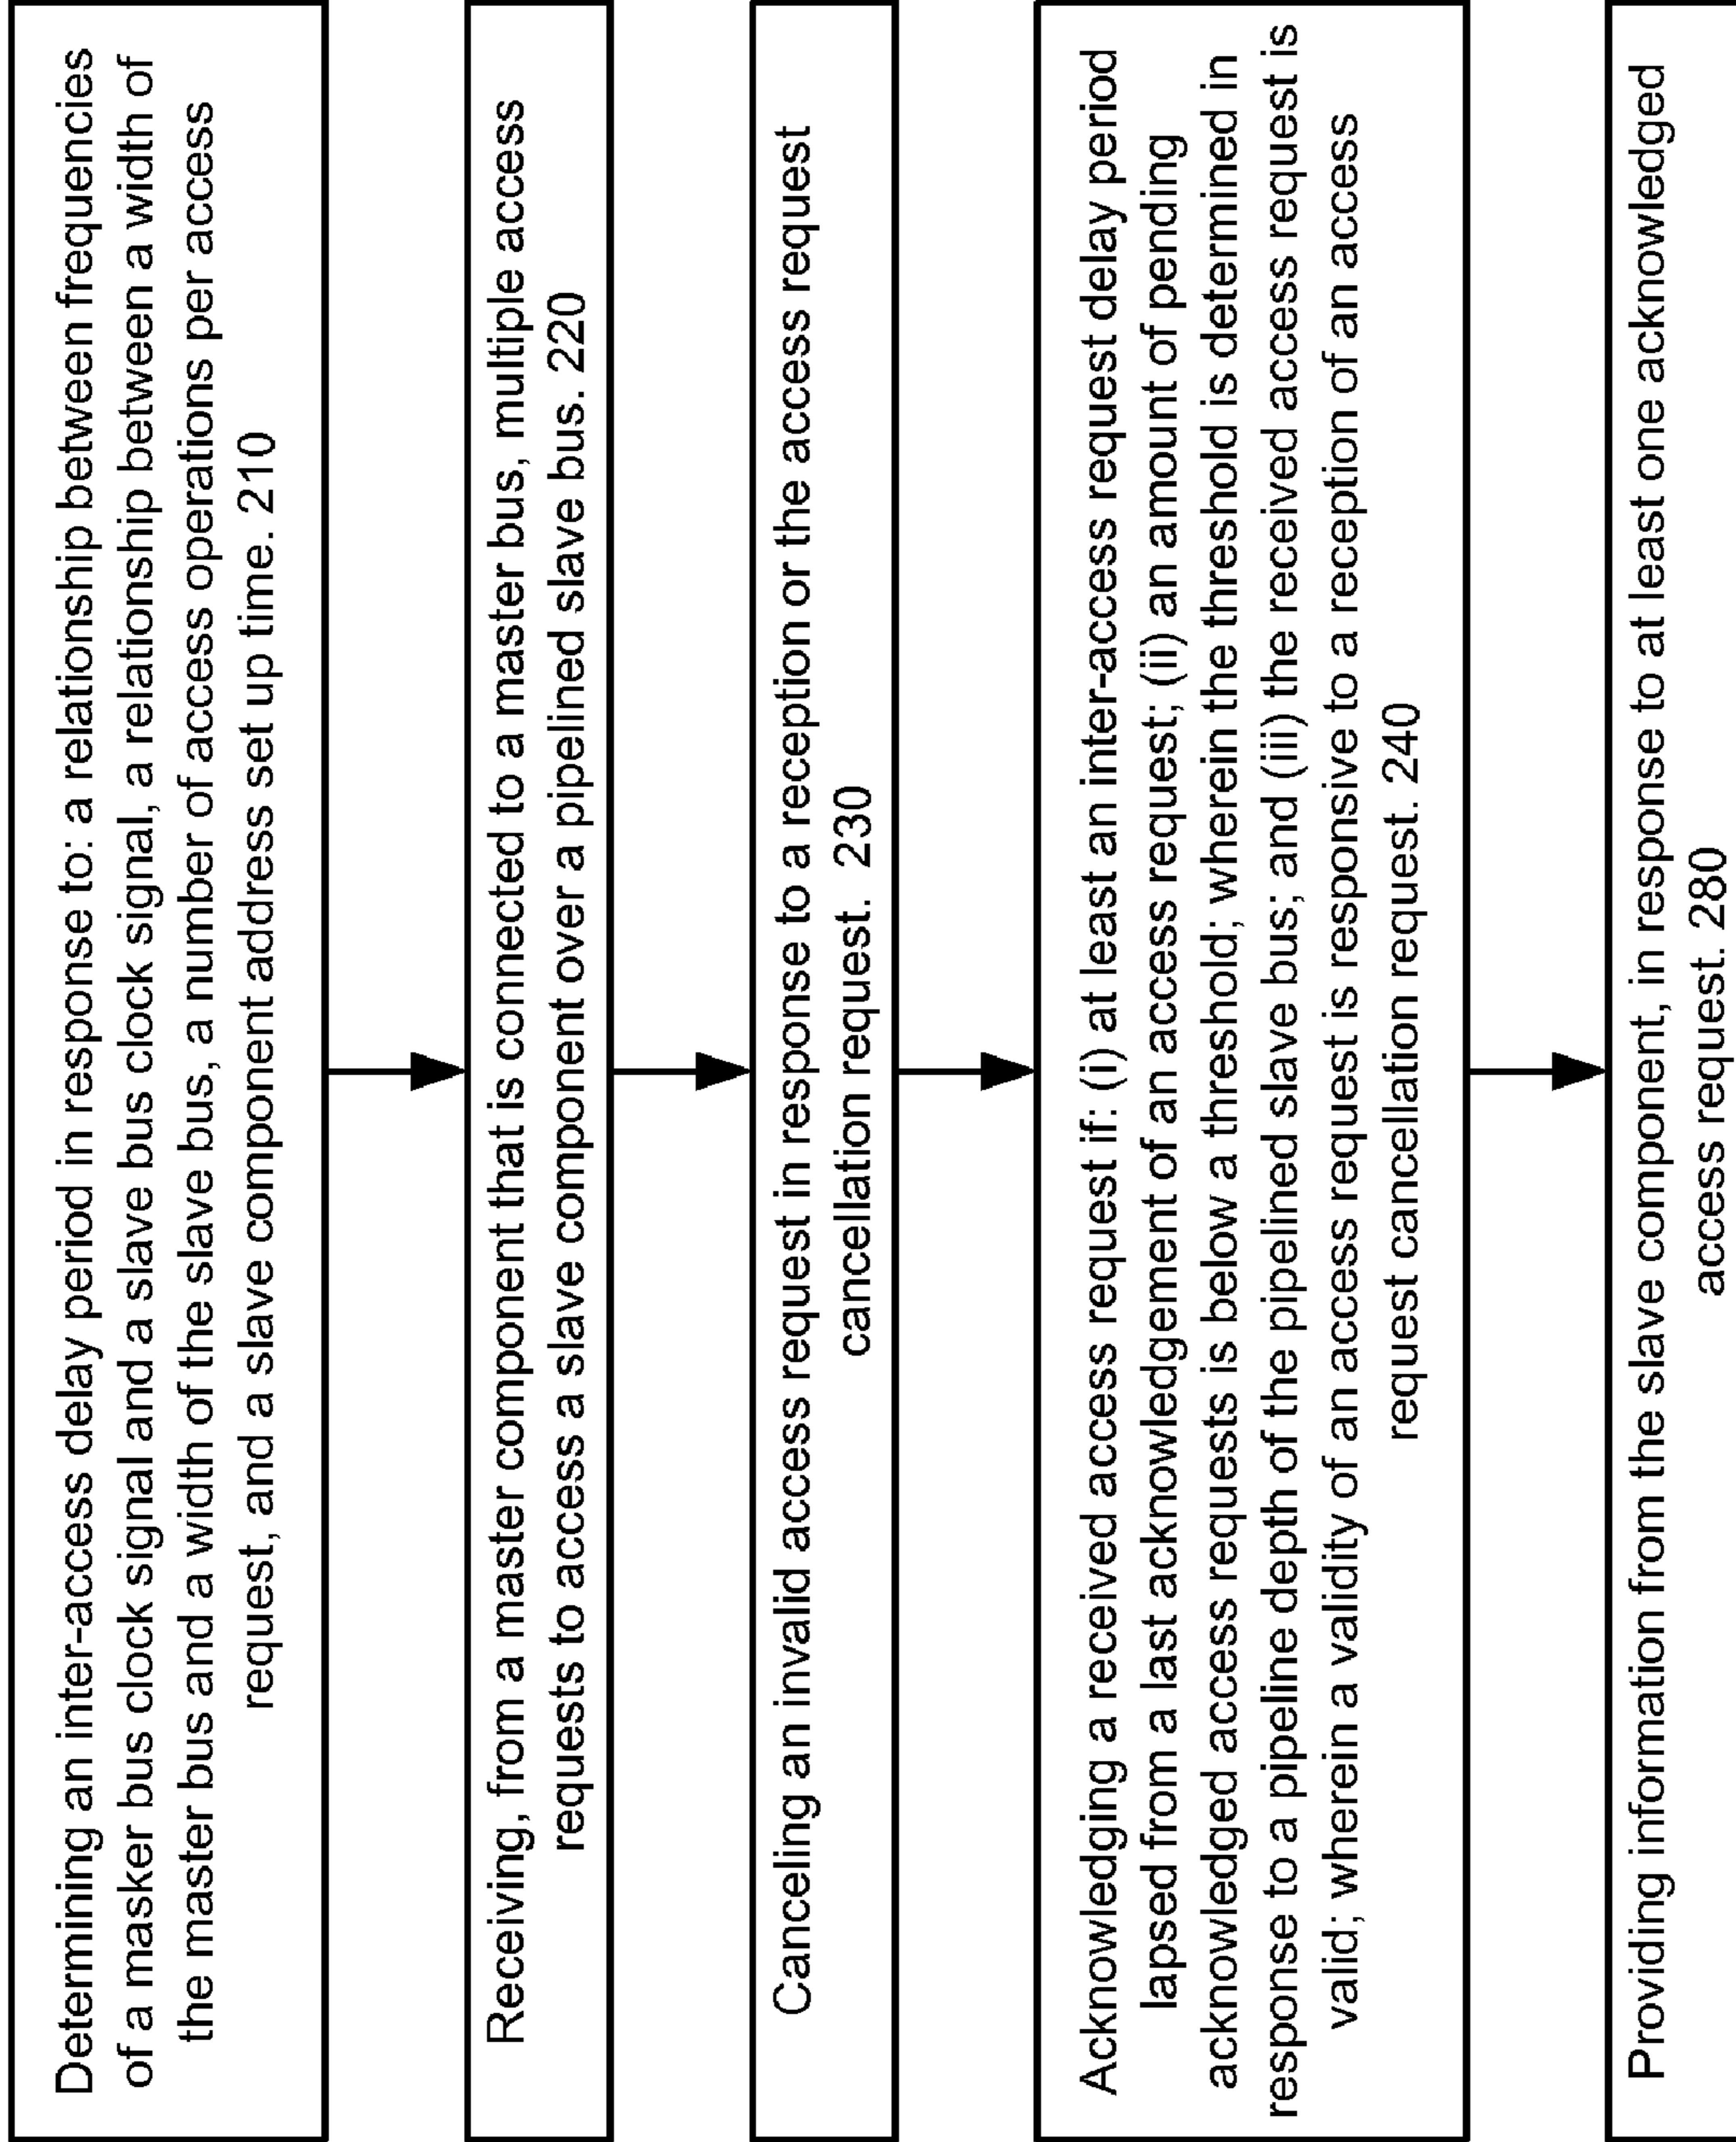 Determining an inter-access delay period in response to: a relationship between frequencies
of a masker bus clock signal and a slave bus clock signal, a relationship between a width of
the master bus and a width of the slave bus, a number of access operations per access
request, and a slave component address set up time. 210
Receiving, from a master component that is connected to a master bus, multiple access
requests to access a slave component over a pipelined slave bus. 220
Canceling an invalid access request in response to a reception or the access request
cancellation request. 230
Acknowledging a received access request if: (i) at least an inter-access request delay period
lapsed from a last acknowledgement of an access request; (ii) an amount of pending
acknowledged access requests is below a threshold; wherein the threshold is determined in
response to a pipeline depth of the pipelined slave bus; and (iii) the received access request is
valid; wherein a validity of an access request is responsive to a reception of an access
request cancellation request. 240
Providing information from the slave component, in response to at least one acknowledged
access request. 280